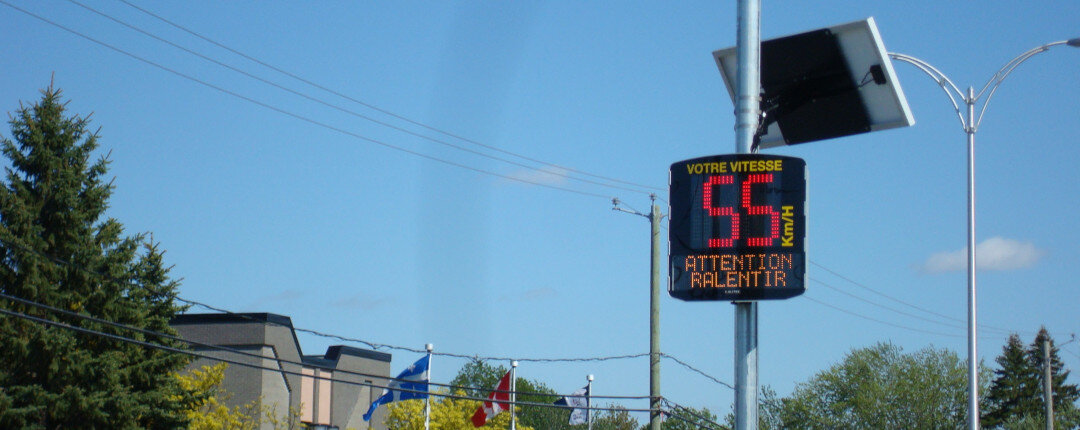 VOTRE VITESSE
55
Km/H
ATTENTION
RALENTIR